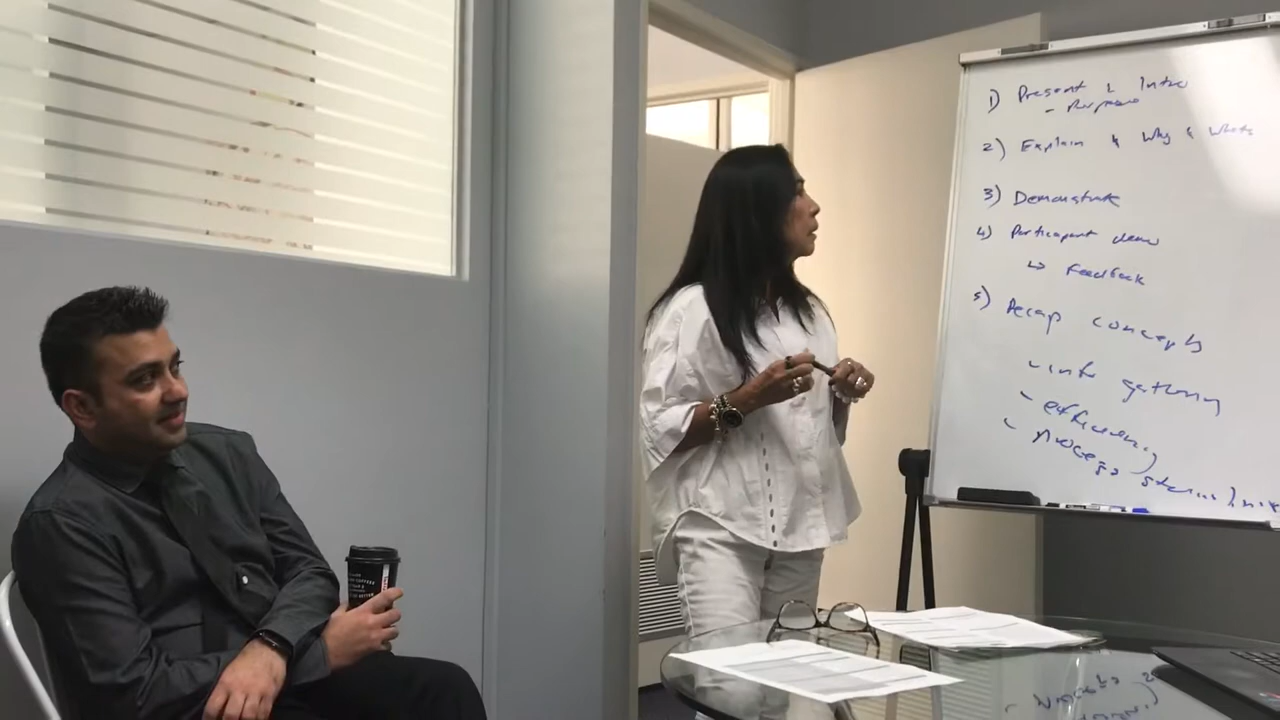 1) Present & Intro
- Purpose
2) Explain & Why & Whats
3) Demonstrate
4) Participant demo
↳ Feedback
5) Recap concepts
- info gathering
- efficiency
- process